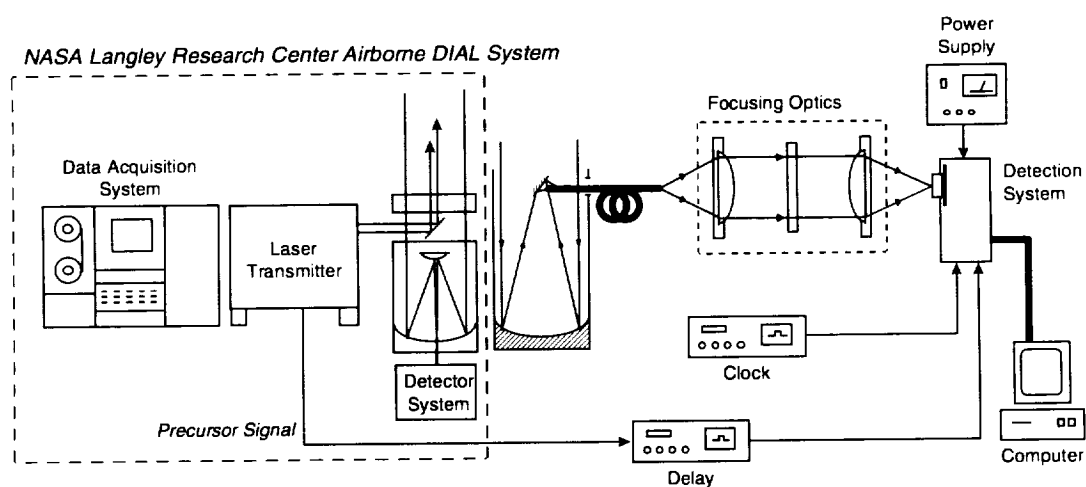 NASA Langley Research Center Airborne DIAL System
Power
Supply
Focusing Optics
Data Acquisition
System
Detection
System
Laser
Transmitter
Clock
Detector
System
Precursor Signal
Delay
Computer